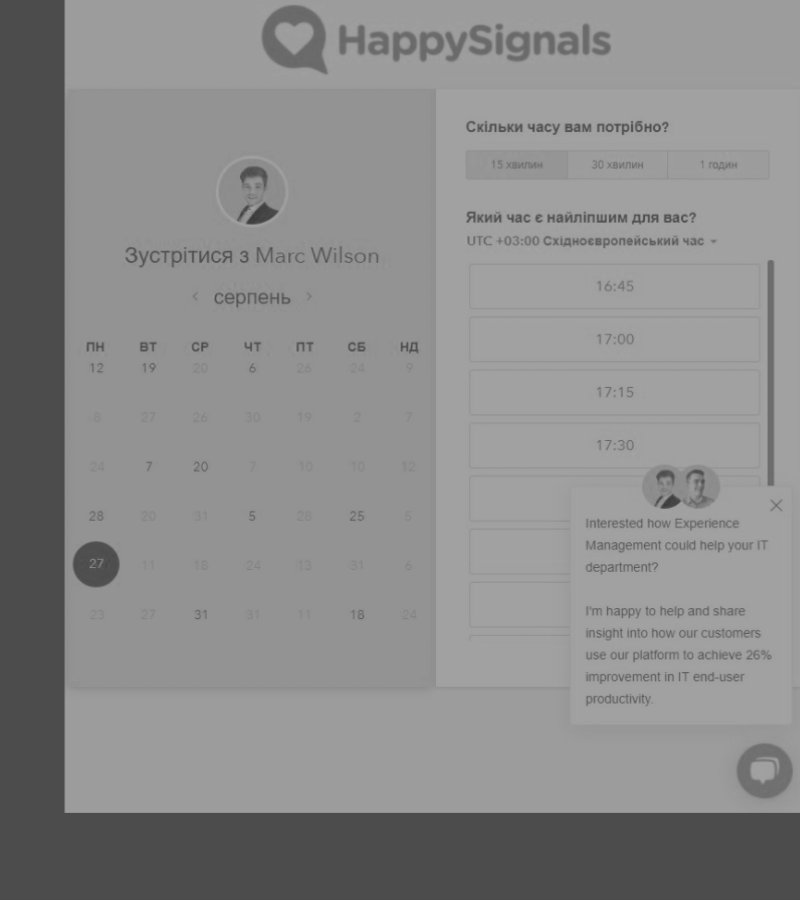 HappySignals
Зустрітися з Marc Wilson
серпень
ПН ВТ СР ЧТ ПТ СБ НД
12 19 20 6 26 24 9
6 27 26 30 19 2 7
24 7 20 7 10 10 12
28 20 31 5 28 25 5
27 11 18 24 13 31 6
23 27 31 31 11 18 24
Скільки часу вам потрібно?
15 хвилин 30 хвилин 1 годин
Який час є найліпшим для вас?
UTC +03:00 Східноєвропейський час
16:45
17:00
17:15
17:30
Interested how Experience
Management could help your IT
department?
I'm happy to help and share
insight into how our customers
use our platform to achieve 26%
improvement in IT end-user
productivity.